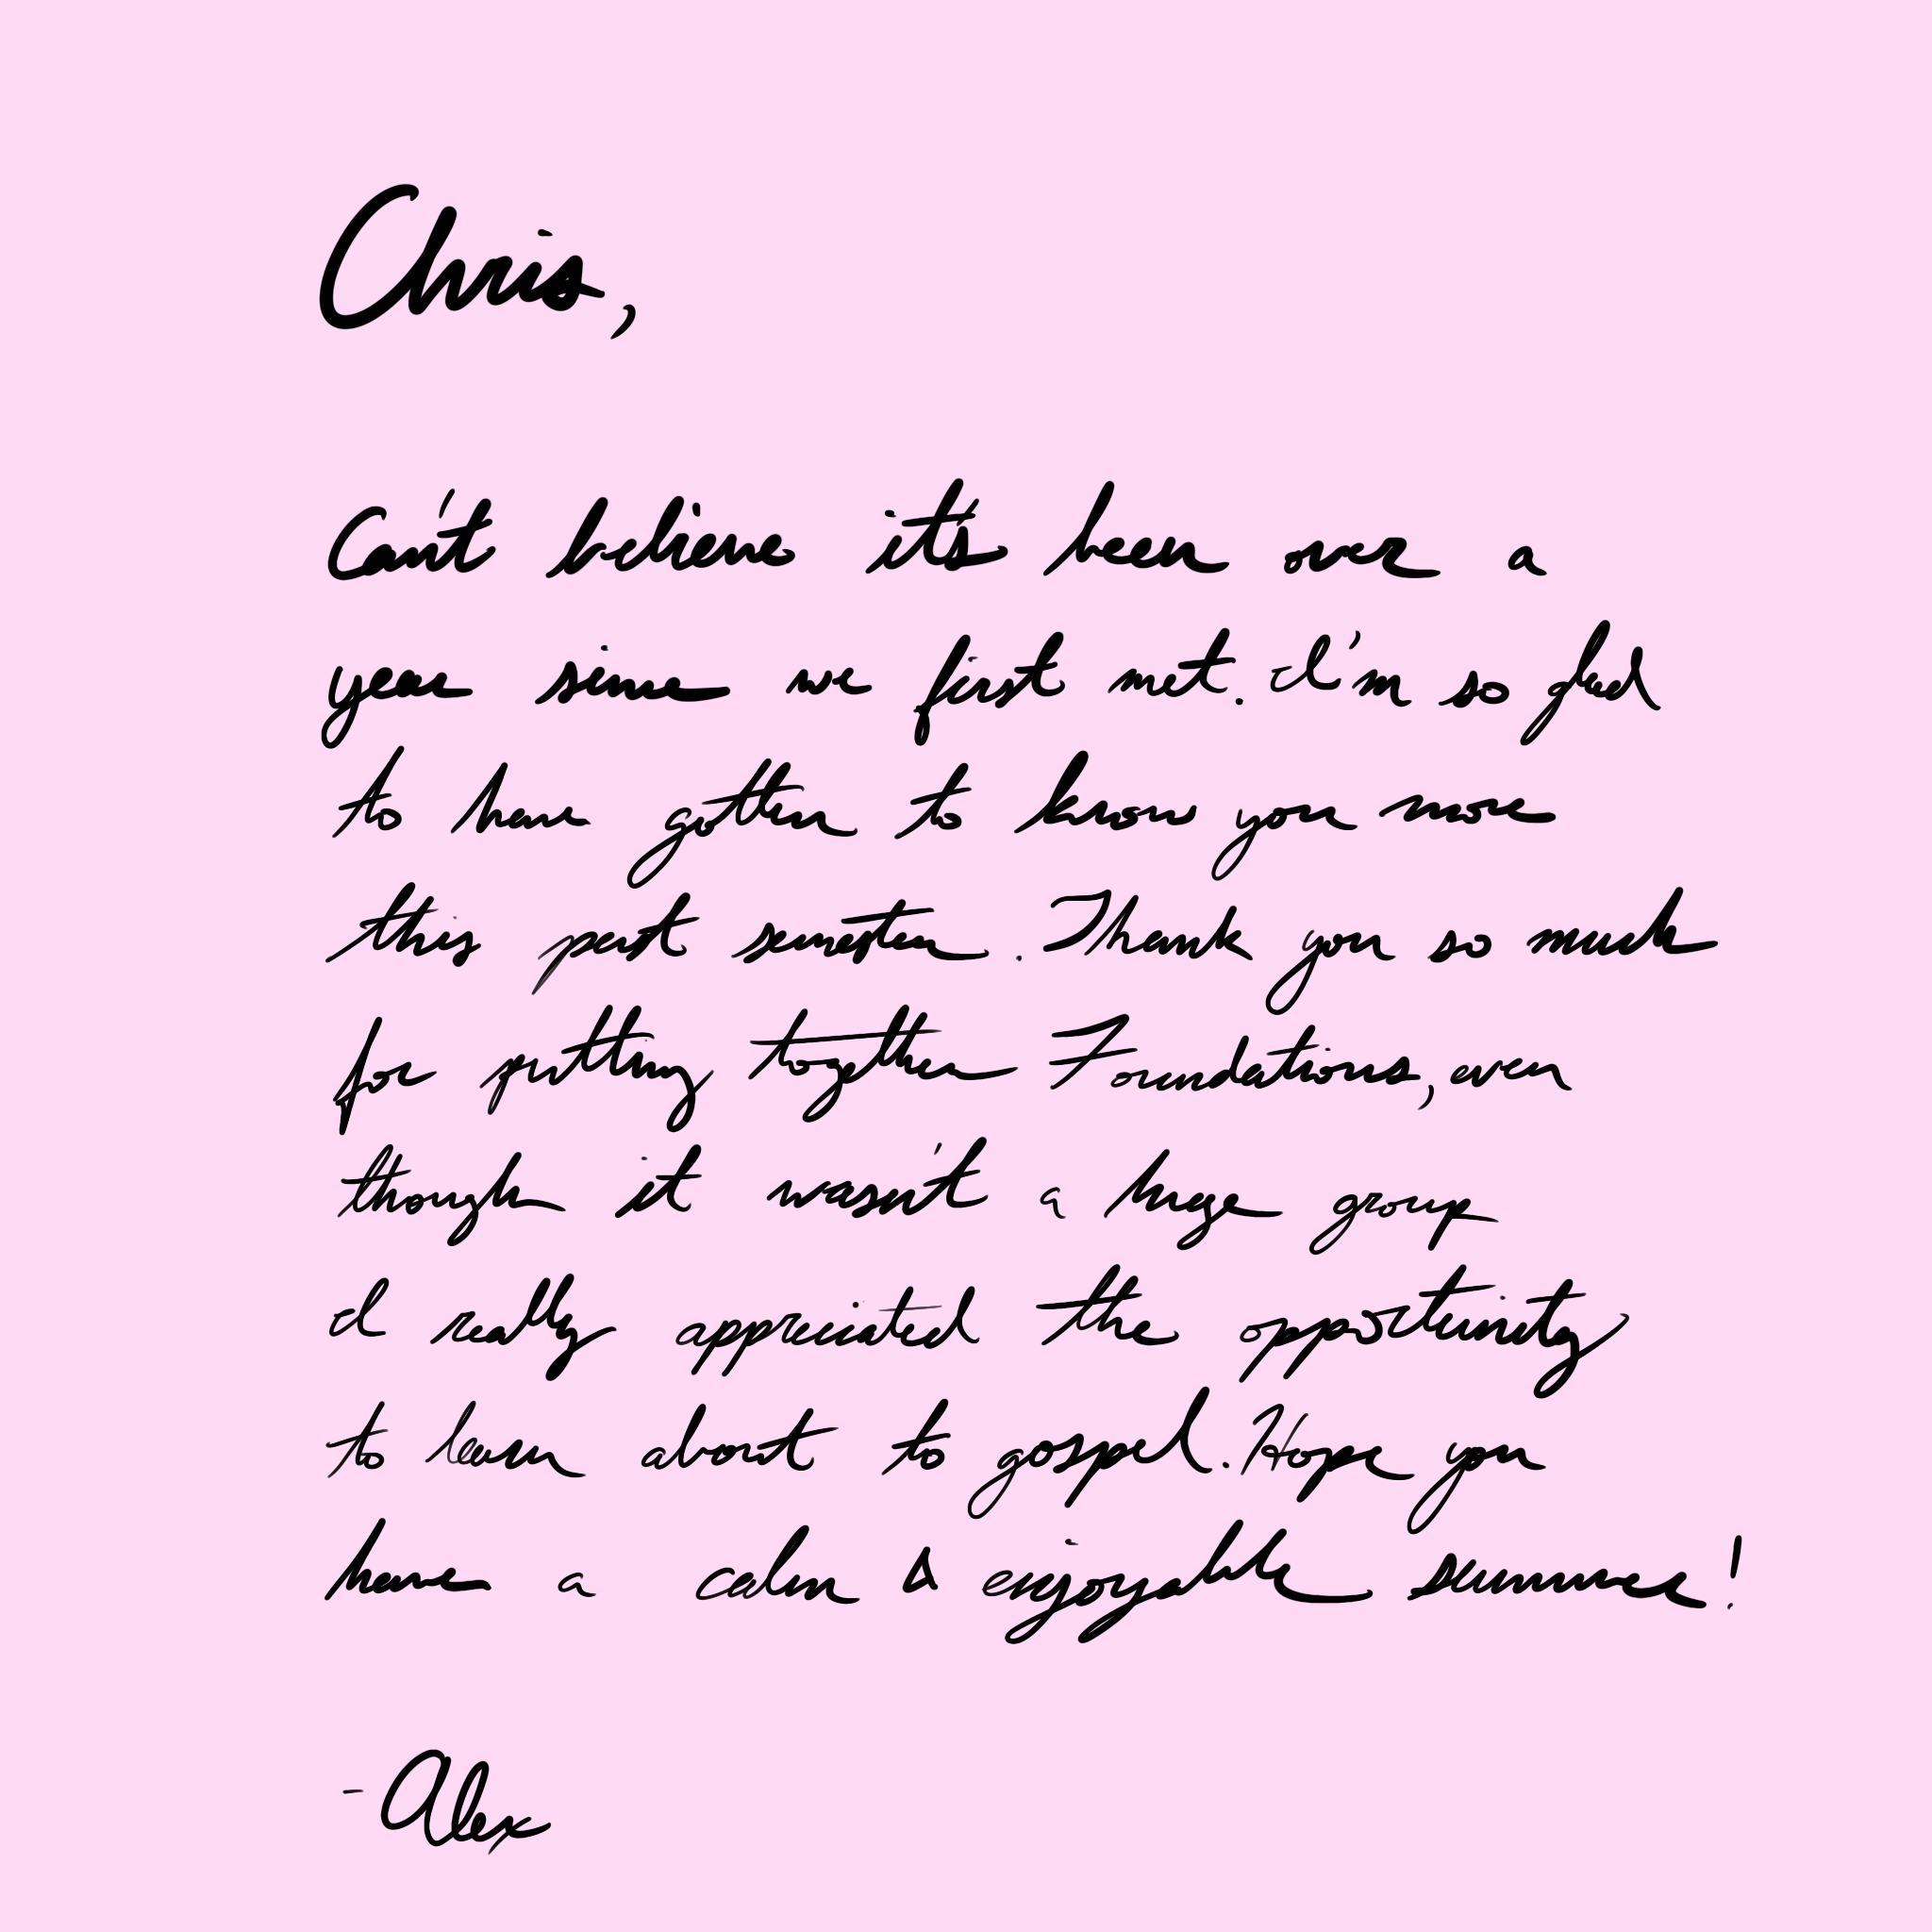 Chris,
Can't believe it's been over a
year since we first met. I'm so glad
to have gotten to know you more
this past semester. Thank you so much
for putting together Foundations, even
though it wasn't a huge group
I really appreciated the opportunity
to learn about the gospel. Hope you
have a calm & enjoyable summer!
- Alex